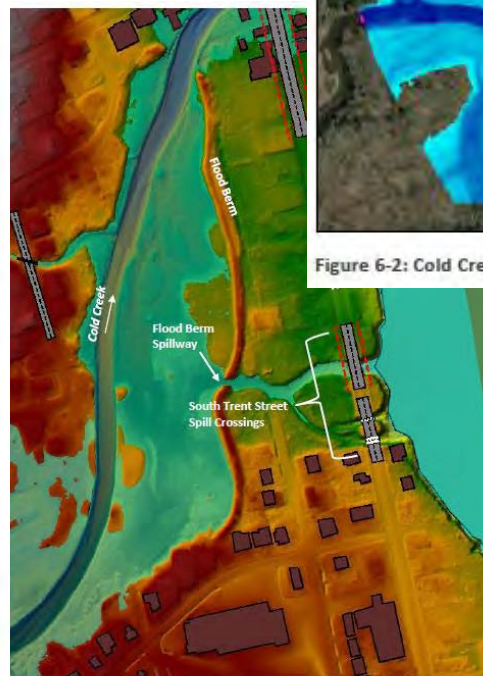 Flood Berm
Cold Creek
Flood Berm
Spillway
South Trent Street
Spill Crossings
Figure 6-2: Cold Cre